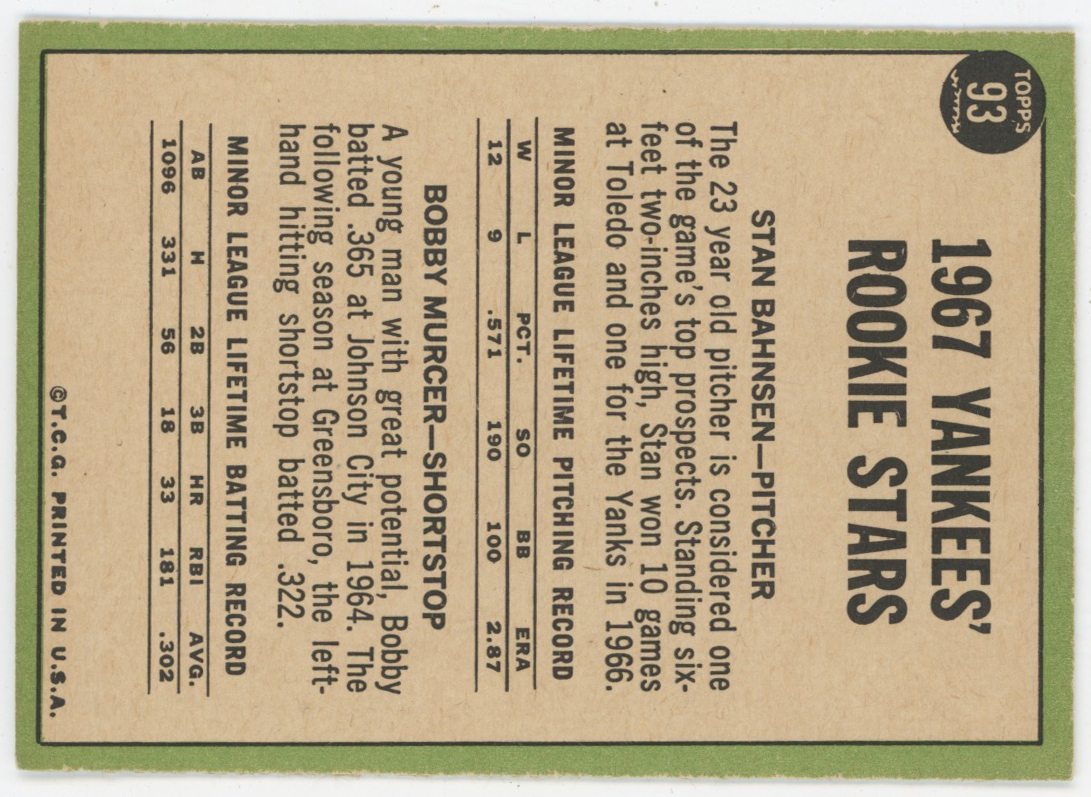 TOPPS
93
1967 YANKEES'
ROOKIE STARS
STAN BAHNSEN—PITCHER
The 23 year old pitcher is considered one
of the game's top prospects. Standing six-
feet two-inches high, Stan won 10 games
at Toledo and one for the Yanks in 1966.
MINOR LEAGUE LIFETIME PITCHING RECORD
W L PCT. SO BB ERA
12 9 .571 190 100 2.87
BOBBY MURCER—SHORTSTOP
A young man with great potential, Bobby
batted .365 at Johnson City in 1964. The
following season at Greensboro, the left-
hand hitting shortstop batted .322.
MINOR LEAGUE LIFETIME BATTING RECORD
AB H 2B 3B HR RBI AVG.
1096 331 56 18 33 181 .302
©T.C.G. PRINTED IN U.S.A.